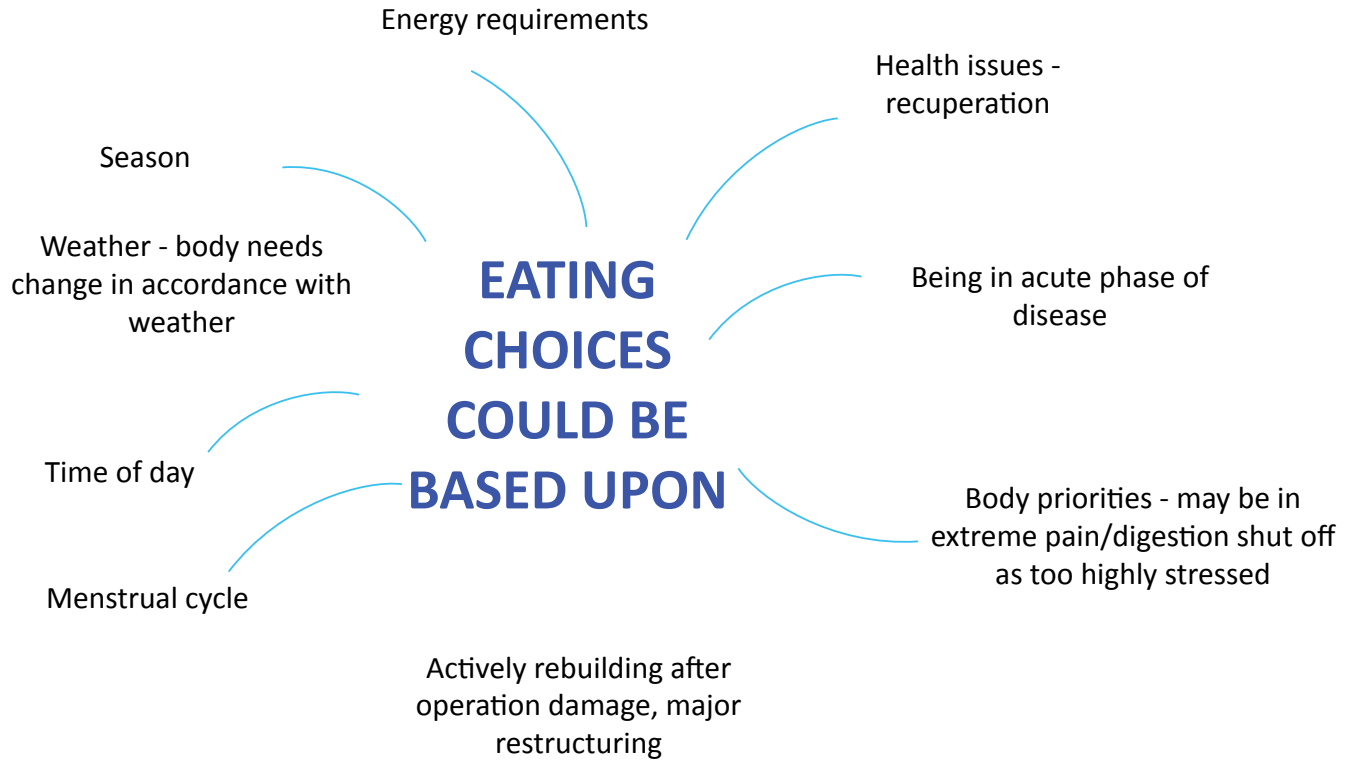 Energy requirements
Health issues -
recuperation
Season
Weather - body needs
change in accordance with
weather
EATING
CHOICES
COULD BE
BASED UPON
Being in acute phase of
disease
Time of day
Body priorities - may be in
extreme pain/digestion shut off
as too highly stressed
Menstrual cycle
Actively rebuilding after
operation damage, major
restructuring